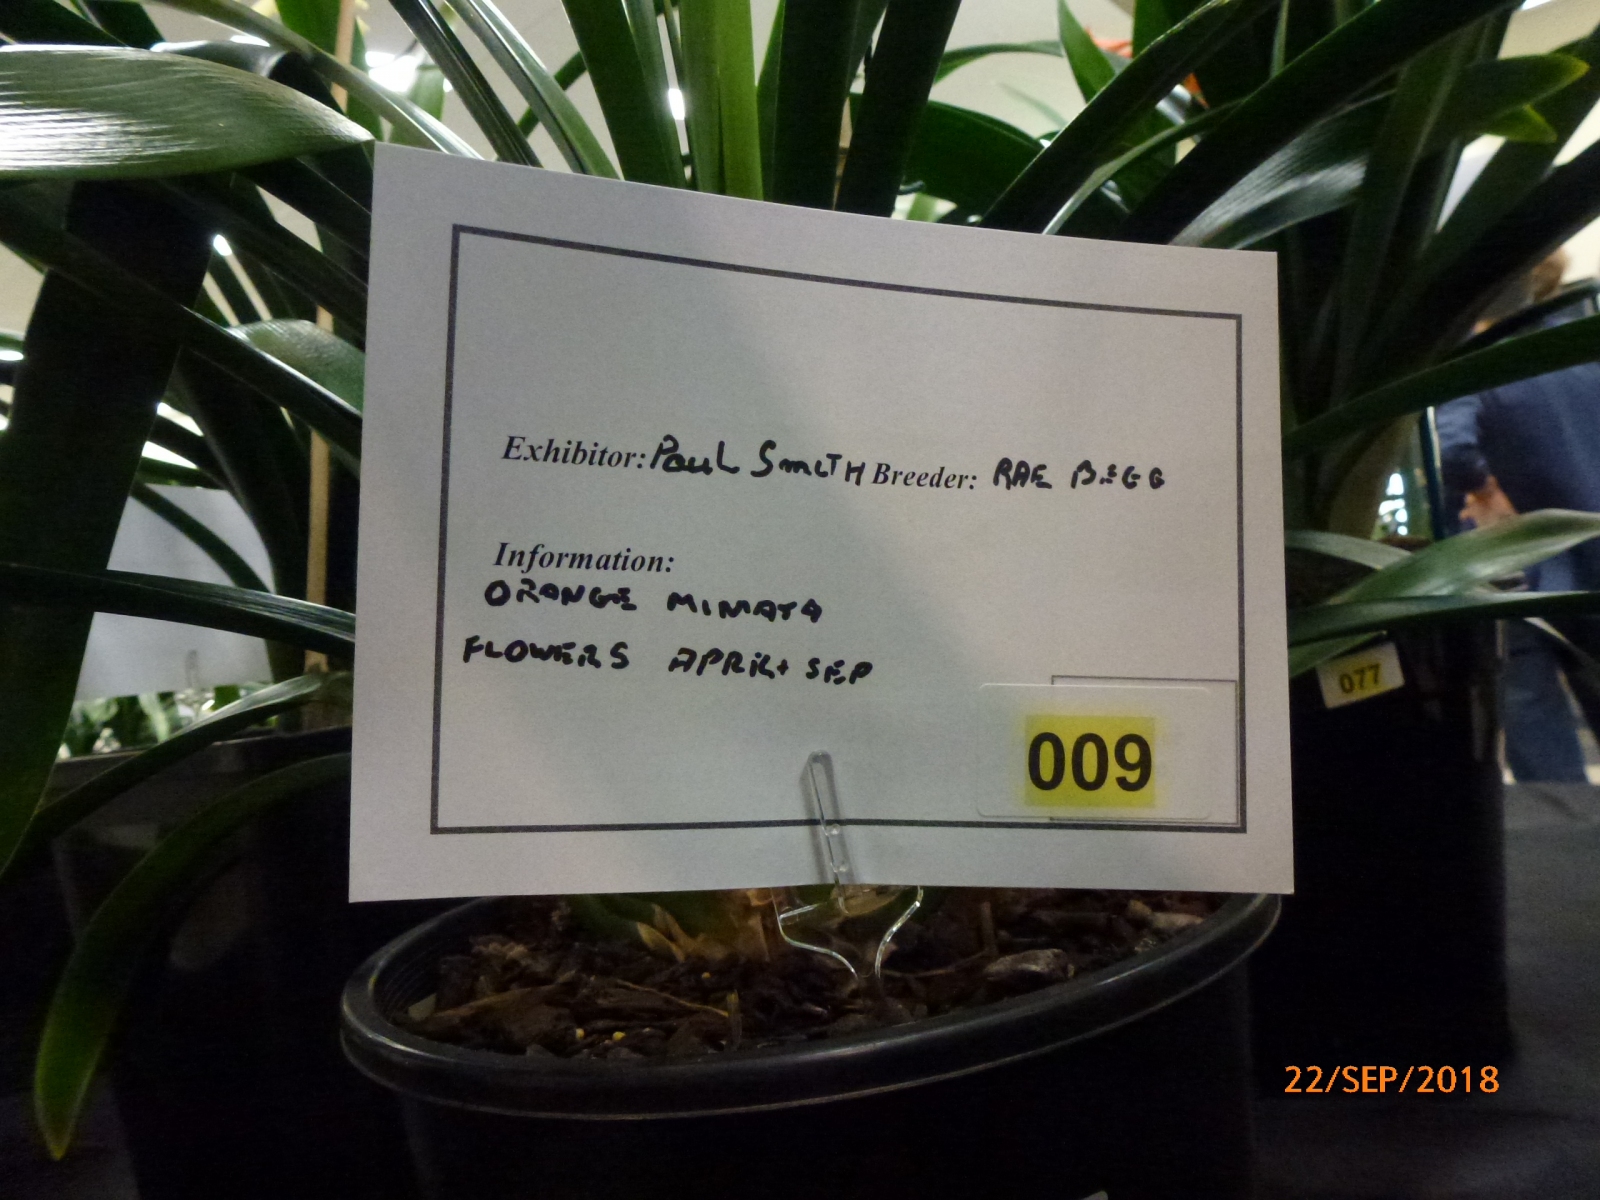 Exhibitor: Paul Smith Breeder: RAE BEGG
Information:
ORANGE MINIATA
FLOWERS APRIL + SEP
009
077
22/SEP/2018